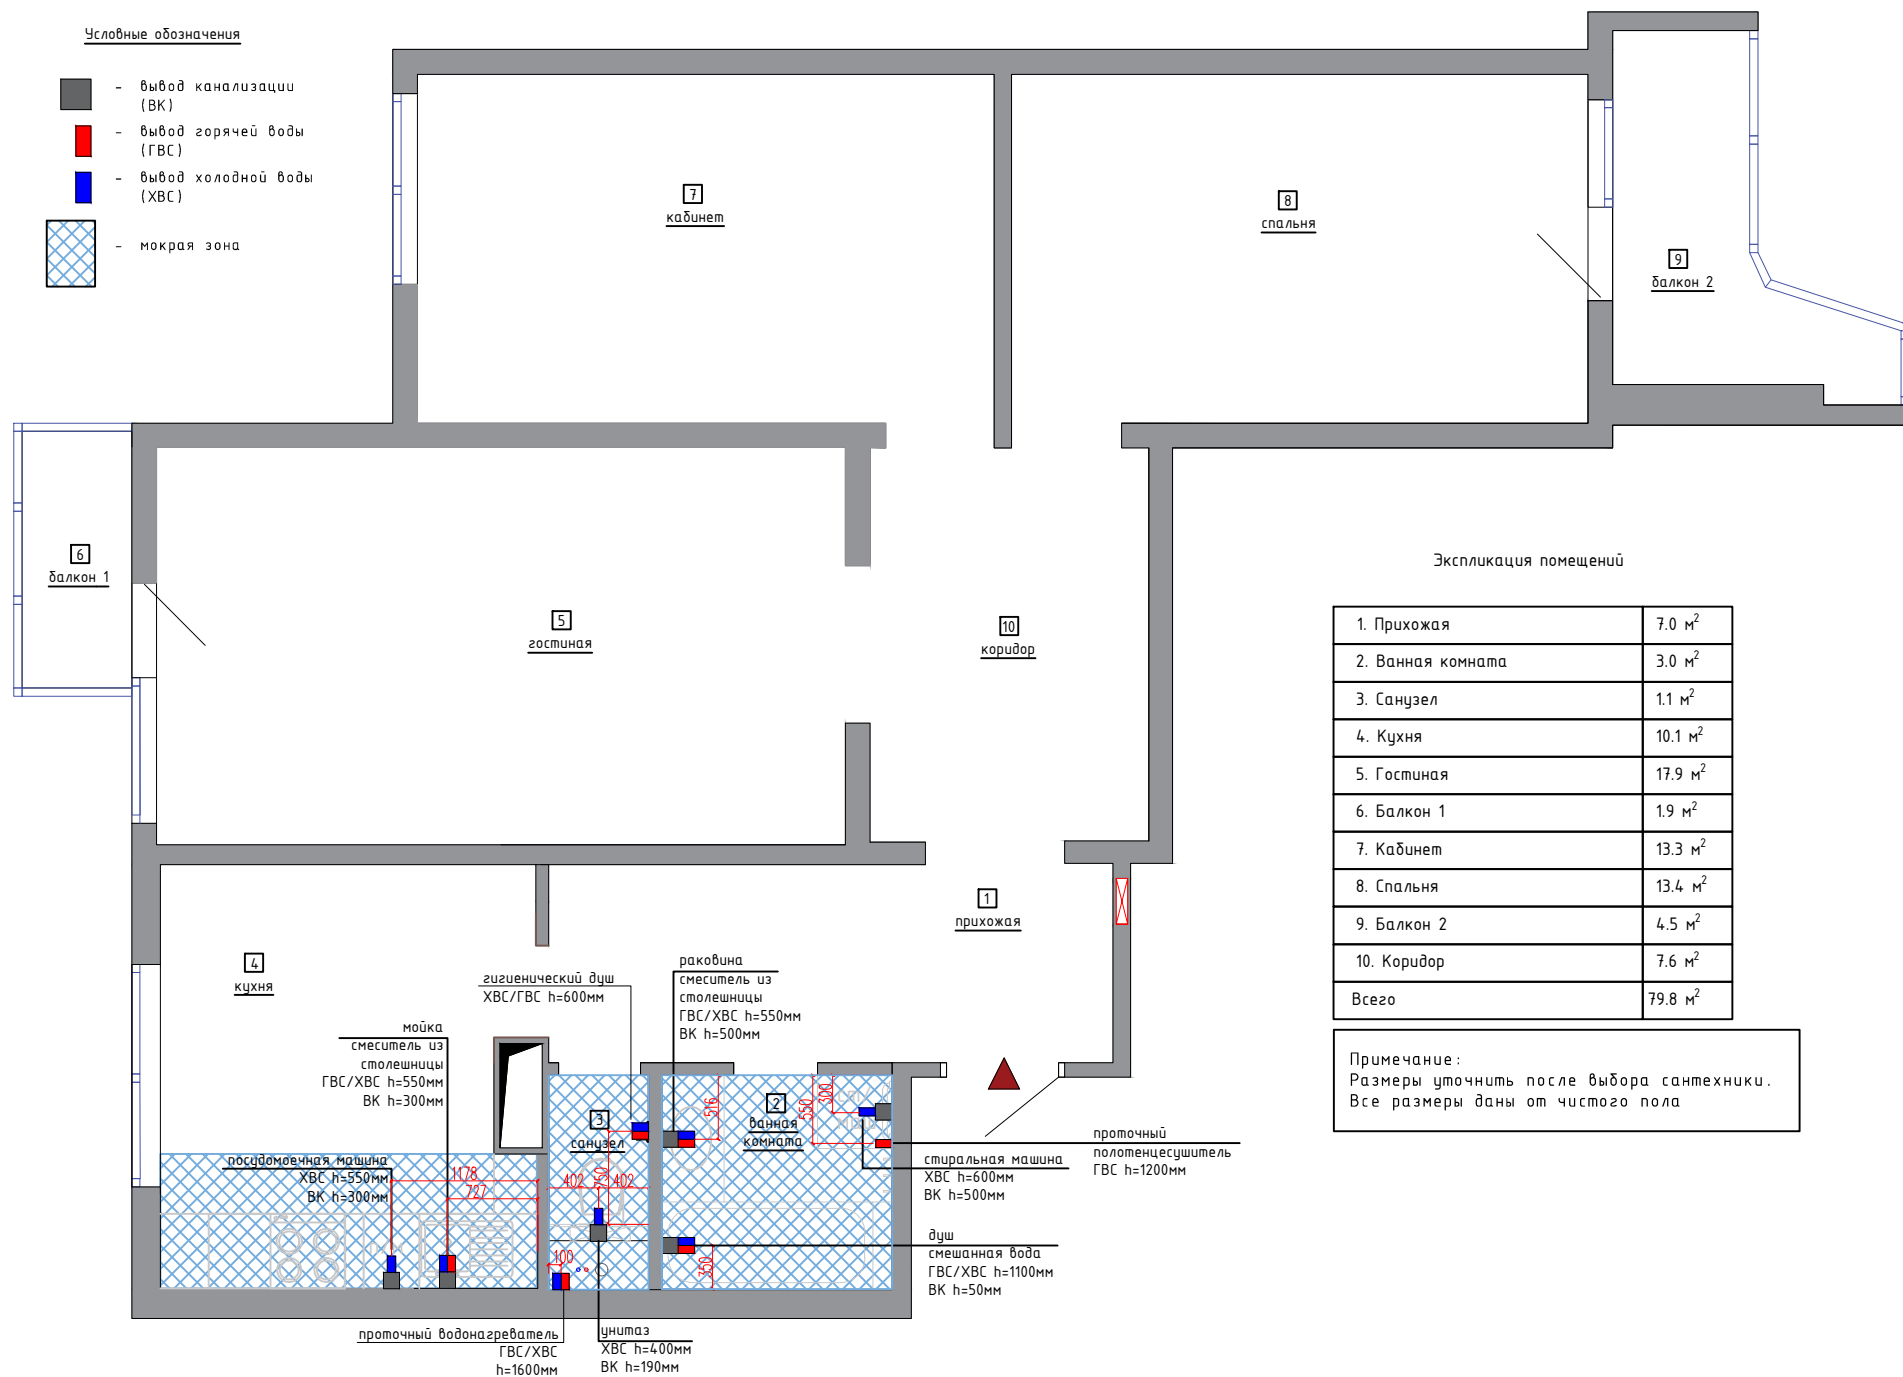 Условные обозначения
- вывод канализации
(ВК)
- вывод горячей воды
(ГВС)
- вывод холодной воды
(ХВС)
- мокрая зона
7
кабинет
8
спальня
9
балкон 2
6
балкон 1
5
гостиная
10
коридор
1
прихожая
4
кухня
3
санузел
2
ванная
комната
гигиенический душ
ХВС/ГВС h=600мм
раковина
смеситель из
столешницы
ГВС/ХВС h=550мм
ВК h=500мм
мойка
смеситель из
столешницы
ГВС/ХВС h=550мм
ВК h=300мм
посудомоечная машина
ХВС h=550мм
ВК h=300мм
1178
727
402
750
402
100
516
550
300
350
проточный
полотенцесушитель
ГВС h=1200мм
стиральная машина
ХВС h=600мм
ВК h=500мм
душ
смешанная вода
ГВС/ХВС h=1100мм
ВК h=50мм
проточный водонагреватель
ГВС/ХВС
h=1600мм
унитаз
ХВС h=400мм
ВК h=190мм
Экспликация помещений
1. Прихожая 7.0 м²
2. Ванная комната 3.0 м²
3. Санузел 1.1 м²
4. Кухня 10.1 м²
5. Гостиная 17.9 м²
6. Балкон 1 1.9 м²
7. Кабинет 13.3 м²
8. Спальня 13.4 м²
9. Балкон 2 4.5 м²
10. Коридор 7.6 м²
Всего 79.8 м²
Примечание:
Размеры уточнить после выбора сантехники.
Все размеры даны от чистого пола